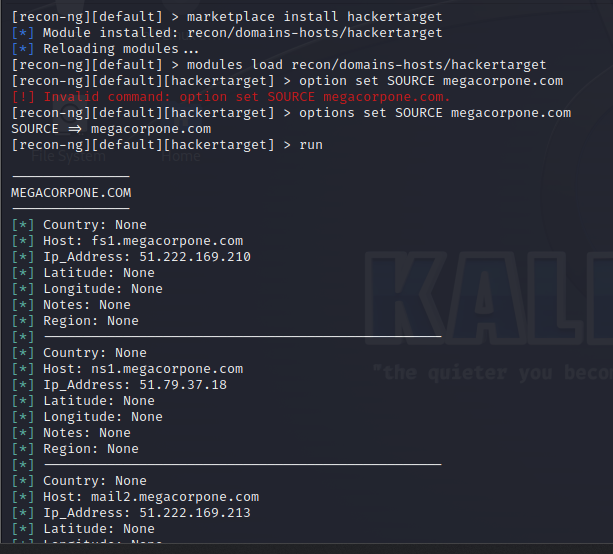 [recon-ng][default] > marketplace install hackertarget
[*] Module installed: recon/domains-hosts/hackertarget
[*] Reloading modules...
[recon-ng][default] > modules load recon/domains-hosts/hackertarget
[recon-ng][default][hackertarget] > option set SOURCE megacorpone.com
[!] Invalid command: option set SOURCE megacorpone.com.
[recon-ng][default][hackertarget] > options set SOURCE megacorpone.com
SOURCE => megacorpone.com
[recon-ng][default][hackertarget] > run
File System
Home
---------------
MEGACORPONE.COM
---------------
[*] Country: None
[*] Host: fs1.megacorpone.com
[*] Ip_Address: 51.222.169.210
[*] Latitude: None
[*] Longitude: None
[*] Notes: None
[*] Region: None
[*] --------------------------------------------------
[*] Country: None
[*] Host: ns1.megacorpone.com
[*] Ip_Address: 51.79.37.18
[*] Latitude: None
[*] Longitude: None
[*] Notes: None
[*] Region: None
[*] --------------------------------------------------
[*] Country: None
[*] Host: mail2.megacorpone.com
[*] Ip_Address: 51.222.169.213
[*] Latitude: None
[*] Longitude: None
KALI
"the quieter you becom